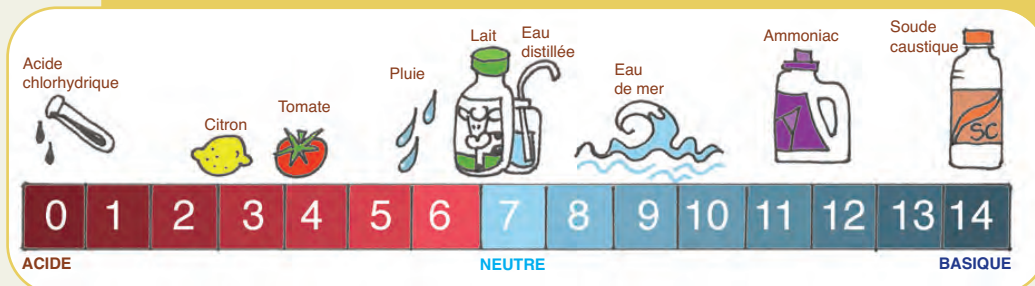 Acide
chlorhydrique
Citron
Tomate
Pluie
Lait
Eau
distillée
Eau
de mer
Ammoniac
Soude
caustique
SC
0 1 2 3 4 5 6 7 8 9 10 11 12 13 14
ACIDE NEUTRE BASIQUE